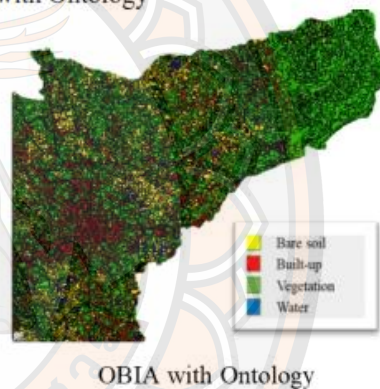 with Ontology
Bare soil
Built-up
Vegetation
Water
OBIA with Ontology